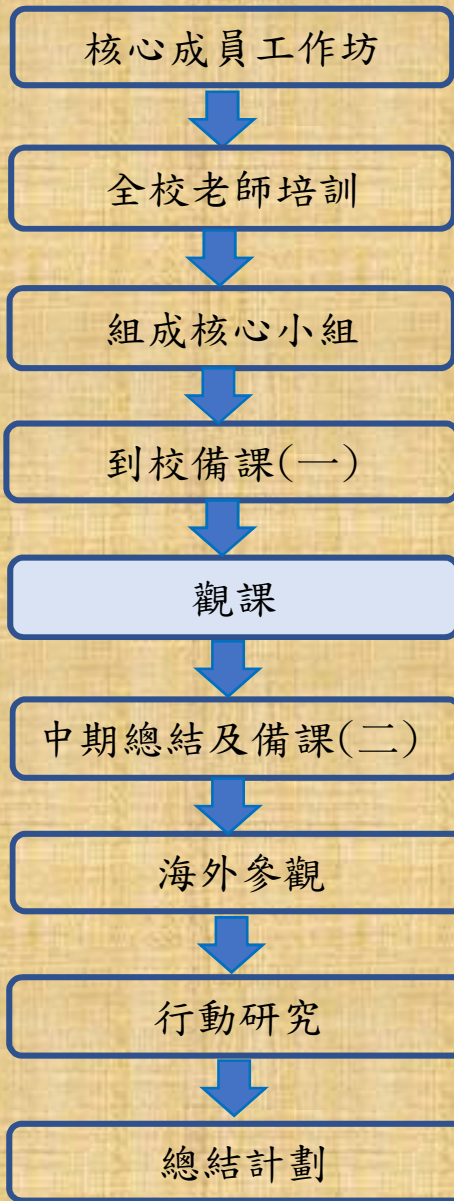 核心成員工作坊
全校老師培訓
組成核心小組
到校備課(一)
觀課
中期總結及備課(二)
海外參觀
行動研究
總結計劃